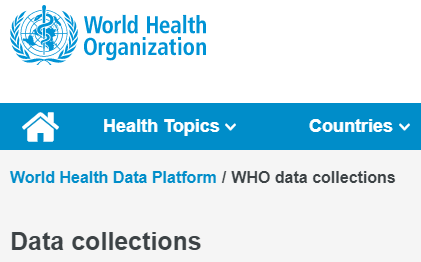 World Health
Organization
Health Topics Countries
World Health Data Platform / WHO data collections
Data collections